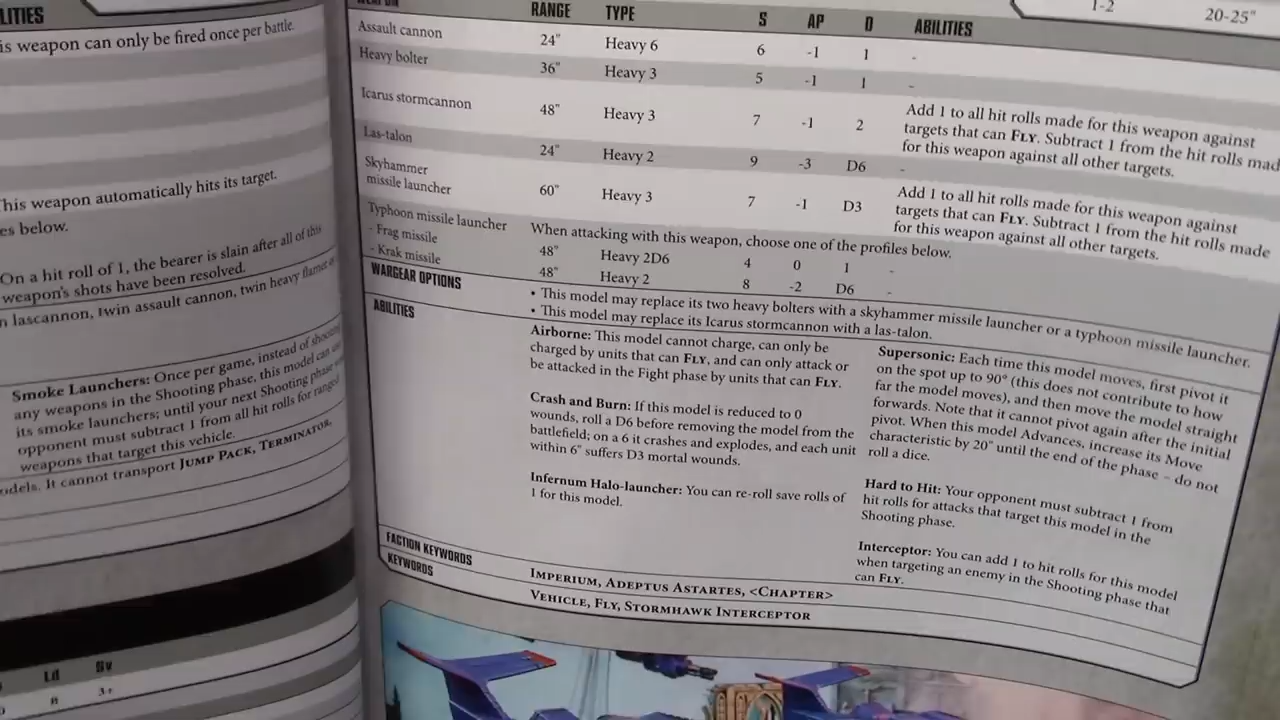 LITIES
is weapon can only be fired once per battle.
This weapon automatically hits its target.
es below.
On a hit roll of 1, the bearer is slain after all of this
weapon's shots have been resolved.
n lascannon, twin assault cannon, twin heavy flamer
Smoke Launchers: Once per game, instead of shooting
any weapons in the Shooting phase, this model can
its smoke launchers; until your next Shooting phase
opponent must subtract 1 from all hit rolls for ranged
weapons that target this vehicle.
odels. It cannot transport JUMP PACK, TERMINATOR,
Ld Sv
8 3+
1-2 20-25"
RANGE TYPE S AP D ABILITIES
Assault cannon 24" Heavy 6 6 -1 1 -
Heavy bolter 36" Heavy 3 5 -1 1 -
Icarus stormcannon 48" Heavy 3 7 -1 2 Add 1 to all hit rolls made for this weapon against
targets that can FLY. Subtract 1 from the hit rolls mad
for this weapon against all other targets.
Las-talon 24" Heavy 2 9 -3 D6 -
Skyhammer
missile launcher 60" Heavy 3 7 -1 D3 Add 1 to all hit rolls made for this weapon against
targets that can FLY. Subtract 1 from the hit rolls made
for this weapon against all other targets.
Typhoon missile launcher When attacking with this weapon, choose one of the profiles below.
- Frag missile 48" Heavy 2D6 4 0 1 -
- Krak missile 48" Heavy 2 8 -2 D6 -
WARGEAR OPTIONS
• This model may replace its two heavy bolters with a skyhammer missile launcher or a typhoon missile launcher.
• This model may replace its Icarus stormcannon with a las-talon.
ABILITIES
Airborne: This model cannot charge, can only be
charged by units that can FLY, and can only attack or
be attacked in the Fight phase by units that can FLY.
Crash and Burn: If this model is reduced to 0
wounds, roll a D6 before removing the model from the
battlefield; on a 6 it crashes and explodes, and each unit
within 6" suffers D3 mortal wounds.
Infernum Halo-launcher: You can re-roll save rolls of
1 for this model.
Supersonic: Each time this model moves, first pivot it
on the spot up to 90° (this does not contribute to how
far the model moves), and then move the model straight
forwards. Note that it cannot pivot again after the initial
pivot. When this model Advances, increase its Move
characteristic by 20" until the end of the phase – do not
roll a dice.
Hard to Hit: Your opponent must subtract 1 from
hit rolls for attacks that target this model in the
Shooting phase.
Interceptor: You can add 1 to hit rolls for this model
when targeting an enemy in the Shooting phase that
can FLY.
FACTION KEYWORDS IMPERIUM, ADEPTUS ASTARTES, <CHAPTER>
KEYWORDS VEHICLE, FLY, STORMHAWK INTERCEPTOR